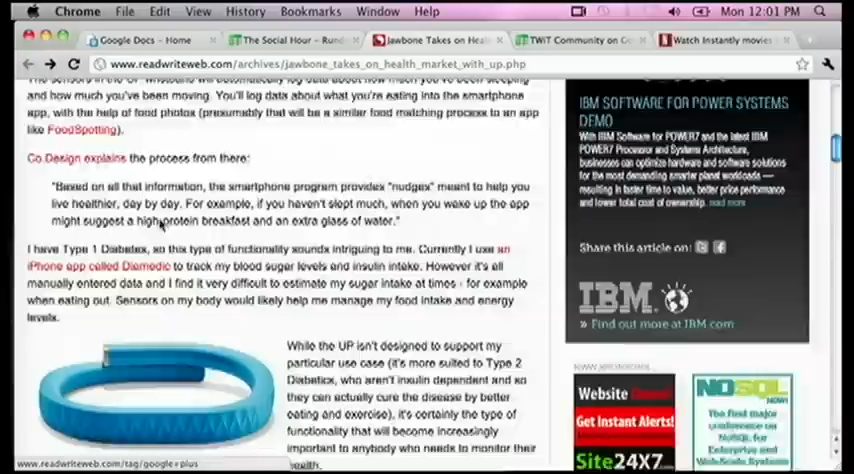 Chrome File Edit View History Bookmarks Window Help Mon 12:01 PM
Google Docs - Home The Social Hour - Rund Jawbone Takes on Heal TWiT Community on G Watch Instantly movies
www.readwriteweb.com/archives/jawbone_takes_on_health_market_with_up.php
and how much you've been moving. You'll log data about what you're eating into the smartphone
app, with the help of food photos (presumably that will be a similar food matching process to an app
like FoodSpotting).
Co.Design explains the process from there:
"Based on all that information, the smartphone program provides "nudges" meant to help you
live healthier, day by day. For example, if you haven't slept much, when you wake up the app
might suggest a high-protein breakfast and an extra glass of water."
I have Type 1 Diabetes, so this type of functionality sounds intriguing to me. Currently I use an
iPhone app called Diamedic to track my blood sugar levels and insulin intake. However it's all
manually entered data and I find it very difficult to estimate my sugar intake at times - for example
when eating out. Sensors on my body would likely help me manage my food intake and energy
levels.
While the UP isn't designed to support my
particular use case (it's more suited to Type 2
Diabetics, who aren't insulin dependent and so
they can actually cure the disease by better
eating and exercise), it's certainly the type of
functionality that will become increasingly
important to anybody who needs to monitor their
health.
www.readwriteweb.com/tag/google+plus
IBM SOFTWARE FOR POWER SYSTEMS
DEMO
With IBM Software for POWER7 and the latest IBM
POWER7 Processor and Systems Architecture,
businesses can optimize hardware and software solutions
for the most demanding smarter planet workloads —
resulting in faster time to value, better price performance
and lower total cost of ownership. read more
Share this article on:
IBM
» Find out more at IBM.com
Website
Get Instant Alerts!
Site24X7
NOSQL
NOW!
The first major
conference on
NoSQL for
Enterprise and